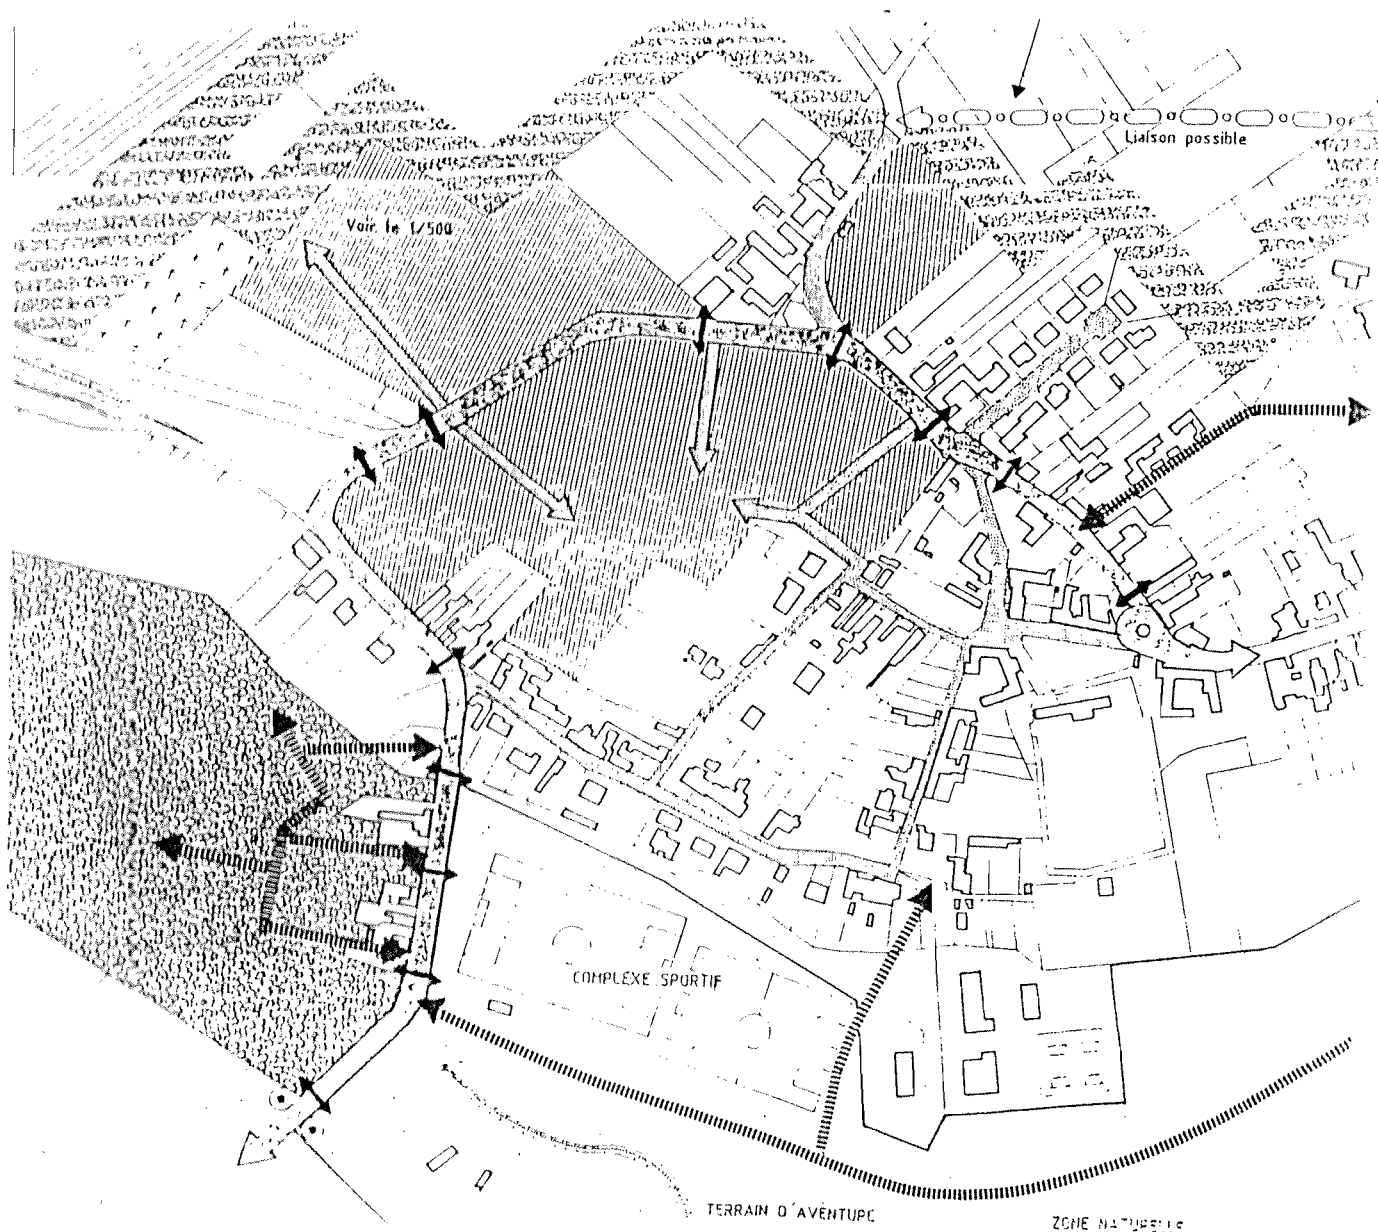 Liaison possible
Voir le 1/500
COMPLEXE SPORTIF
TERRAIN D'AVENTURE
ZONE NATURELLE